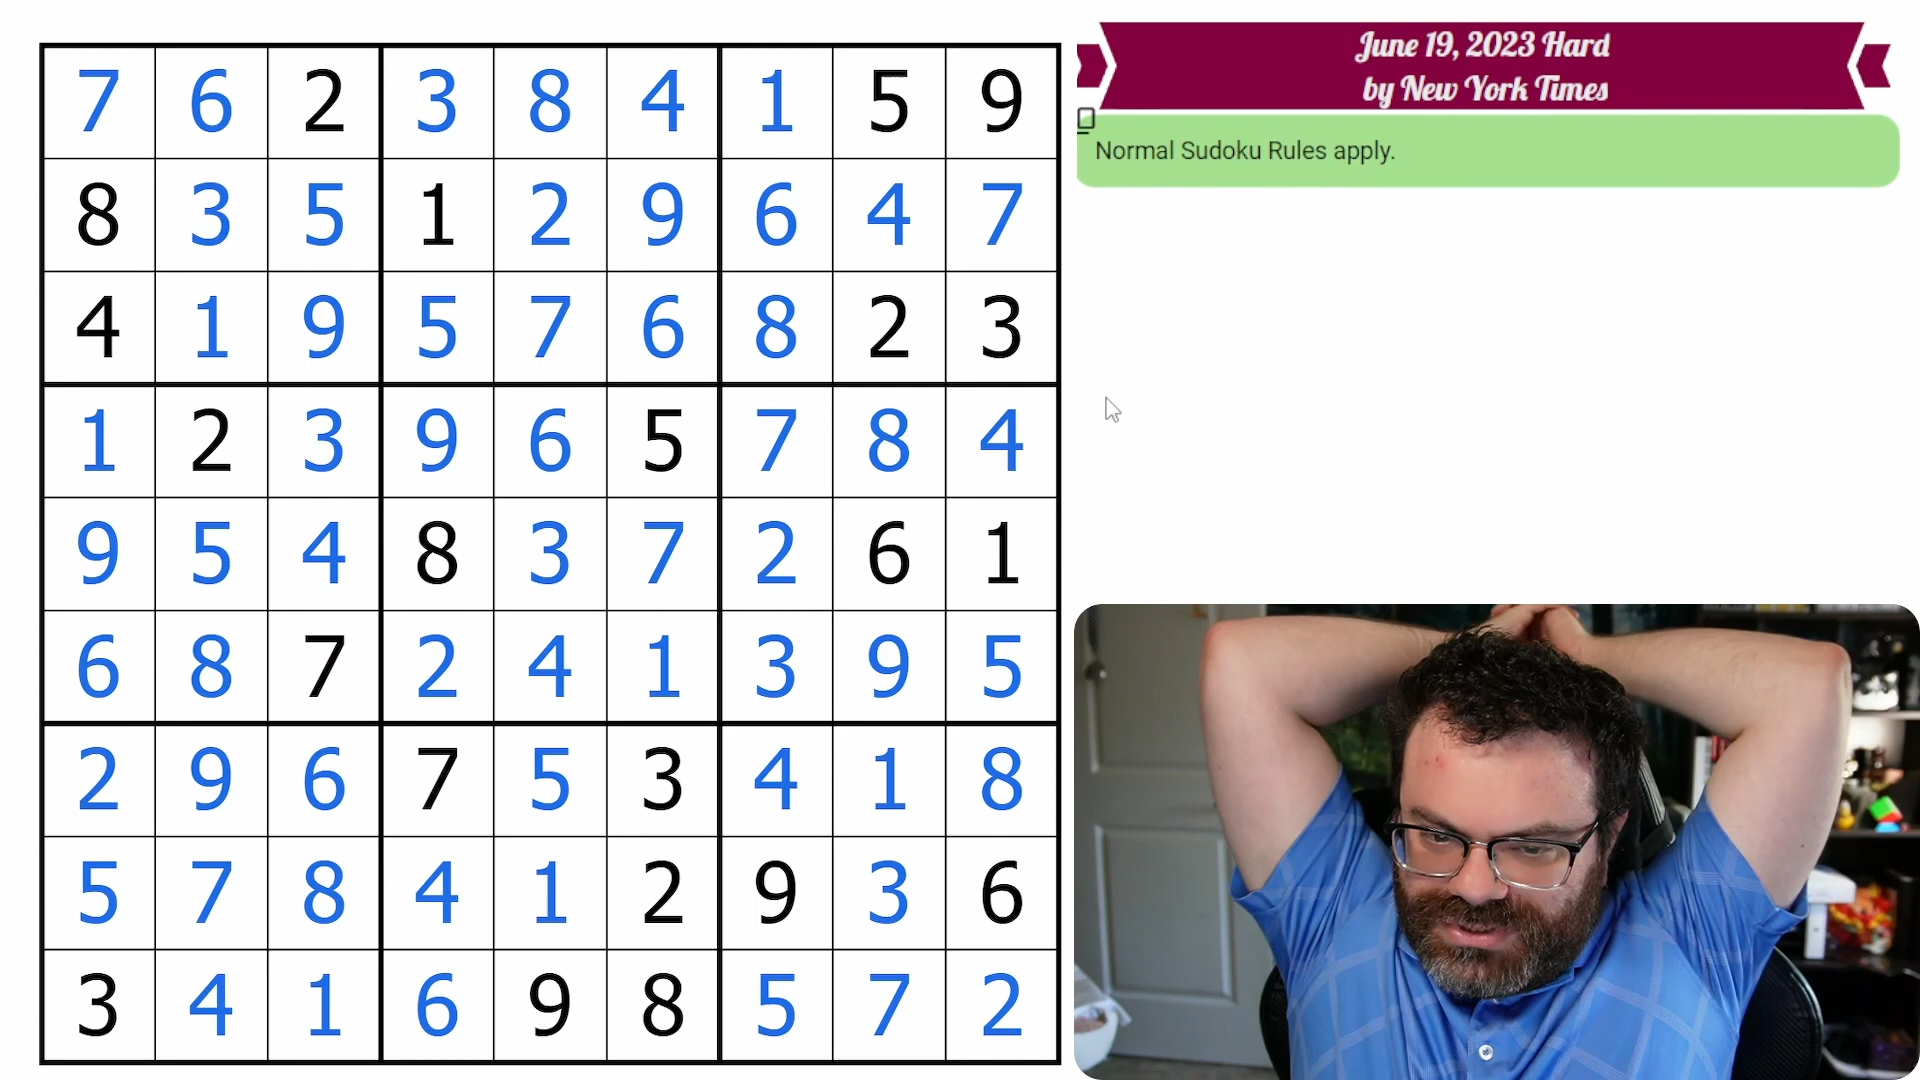 June 19, 2023 Hard
by New York Times
Normal Sudoku Rules apply.
7 6 2 3 8 4 1 5 9
8 3 5 1 2 9 6 4 7
4 1 9 5 7 6 8 2 3
1 2 3 9 6 5 7 8 4
9 5 4 8 3 7 2 6 1
6 8 7 2 4 1 3 9 5
2 9 6 7 5 3 4 1 8
5 7 8 4 1 2 9 3 6
3 4 1 6 9 8 5 7 2